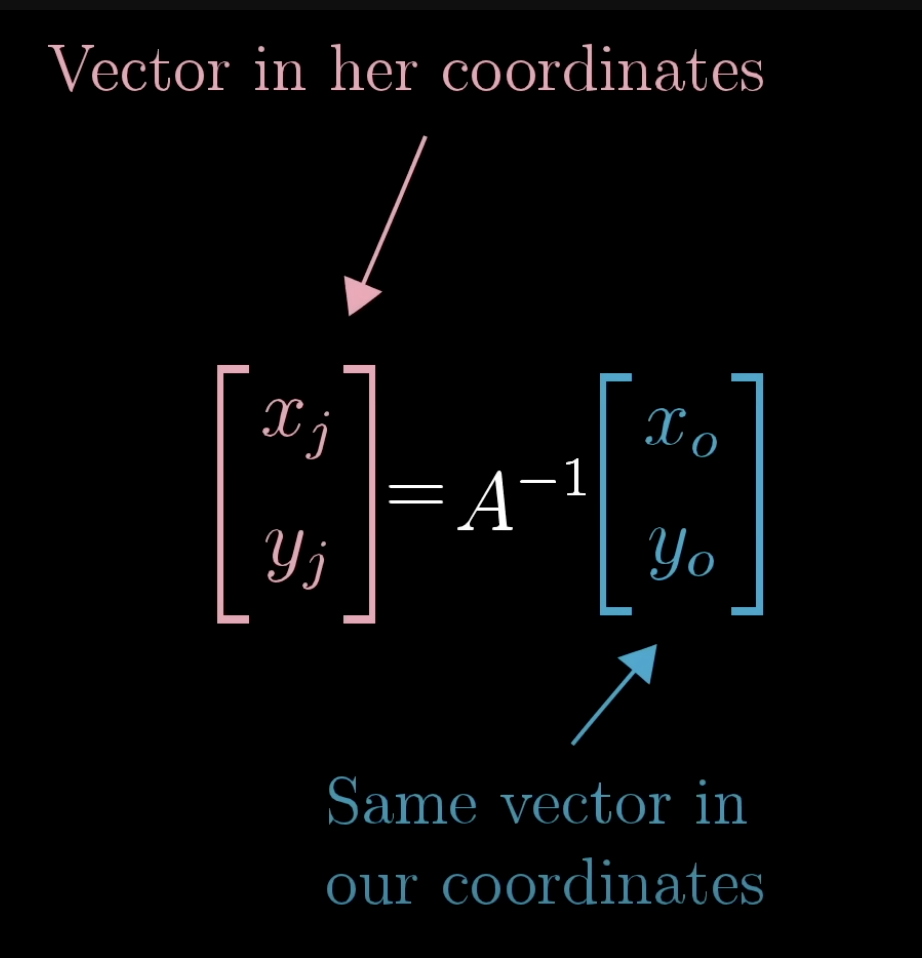 Vector in her coordinates
[x_j y_j] = A^{-1} [x_o y_o]
Same vector in
our coordinates